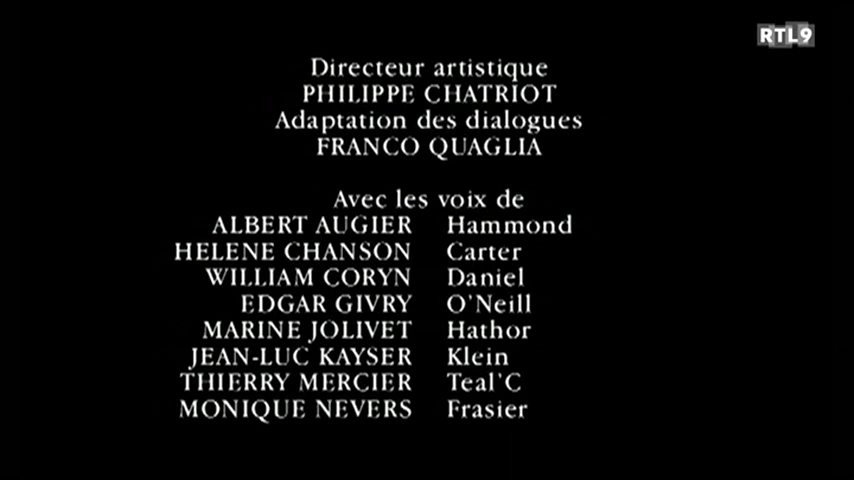 RTL9
Directeur artistique
PHILIPPE CHATRIOT
Adaptation des dialogues
FRANCO QUAGLIA
Avec les voix de
ALBERT AUGIER Hammond
HELENE CHANSON Carter
WILLIAM CORYN Daniel
EDGAR GIVRY O'Neill
MARINE JOLIVET Hathor
JEAN-LUC KAYSER Klein
THIERRY MERCIER Teal'C
MONIQUE NEVERS Frasier